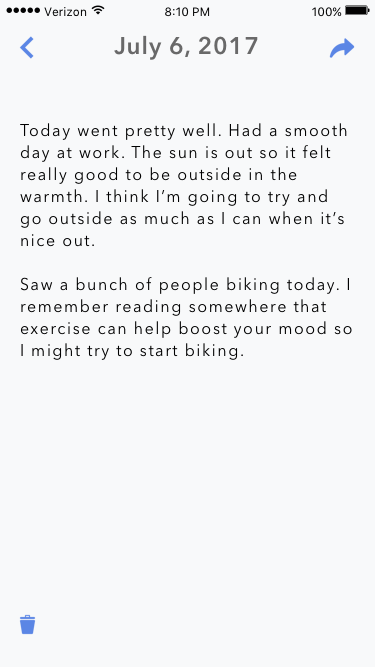 Verizon 8:10 PM 100%
July 6, 2017
Today went pretty well. Had a smooth
day at work. The sun is out so it felt
really good to be outside in the
warmth. I think I’m going to try and
go outside as much as I can when it’s
nice out.
Saw a bunch of people biking today. I
remember reading somewhere that
exercise can help boost your mood so
I might try to start biking.